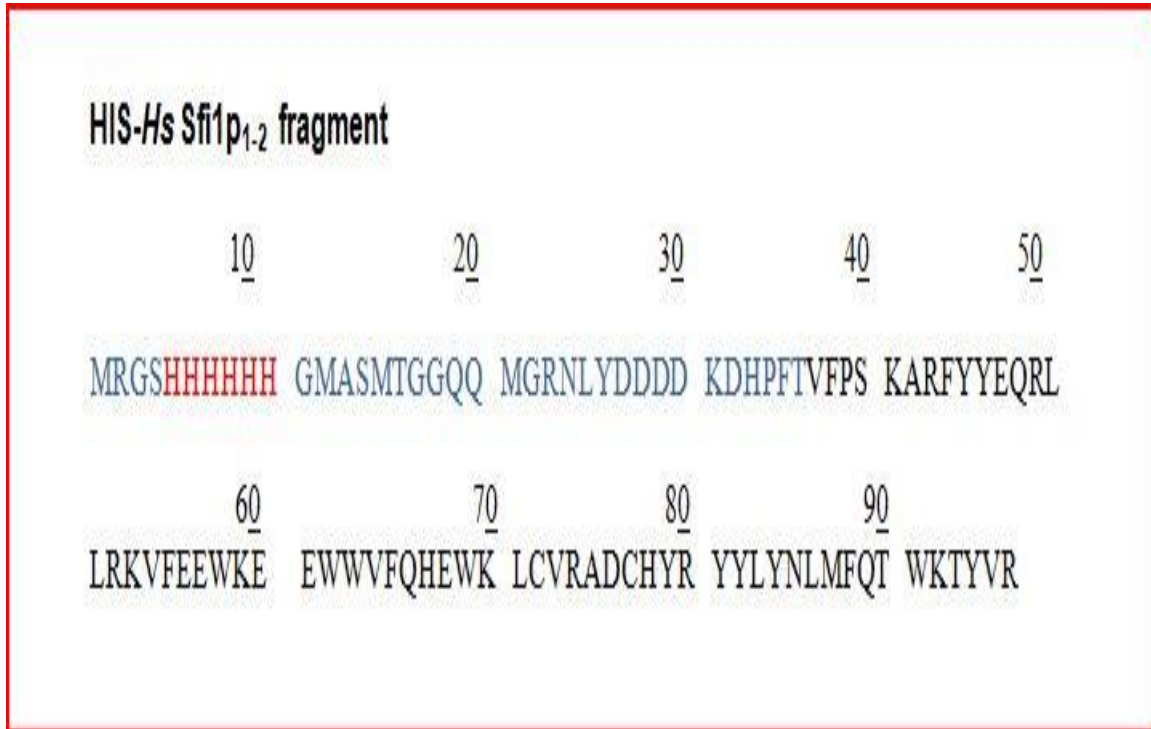 HIS-Hs Sfi1p1-2 fragment
10 20 30 40 50
MRGSHHHHHH GMASMTGGQQ MGRNLYDDDD KDHPFTVFPS KARFYYEQRL
60 70 80 90
LRKVFEEWKE EWWVFQHEWK LCVRADCHYR YYLYNLMFQT WKTYVR